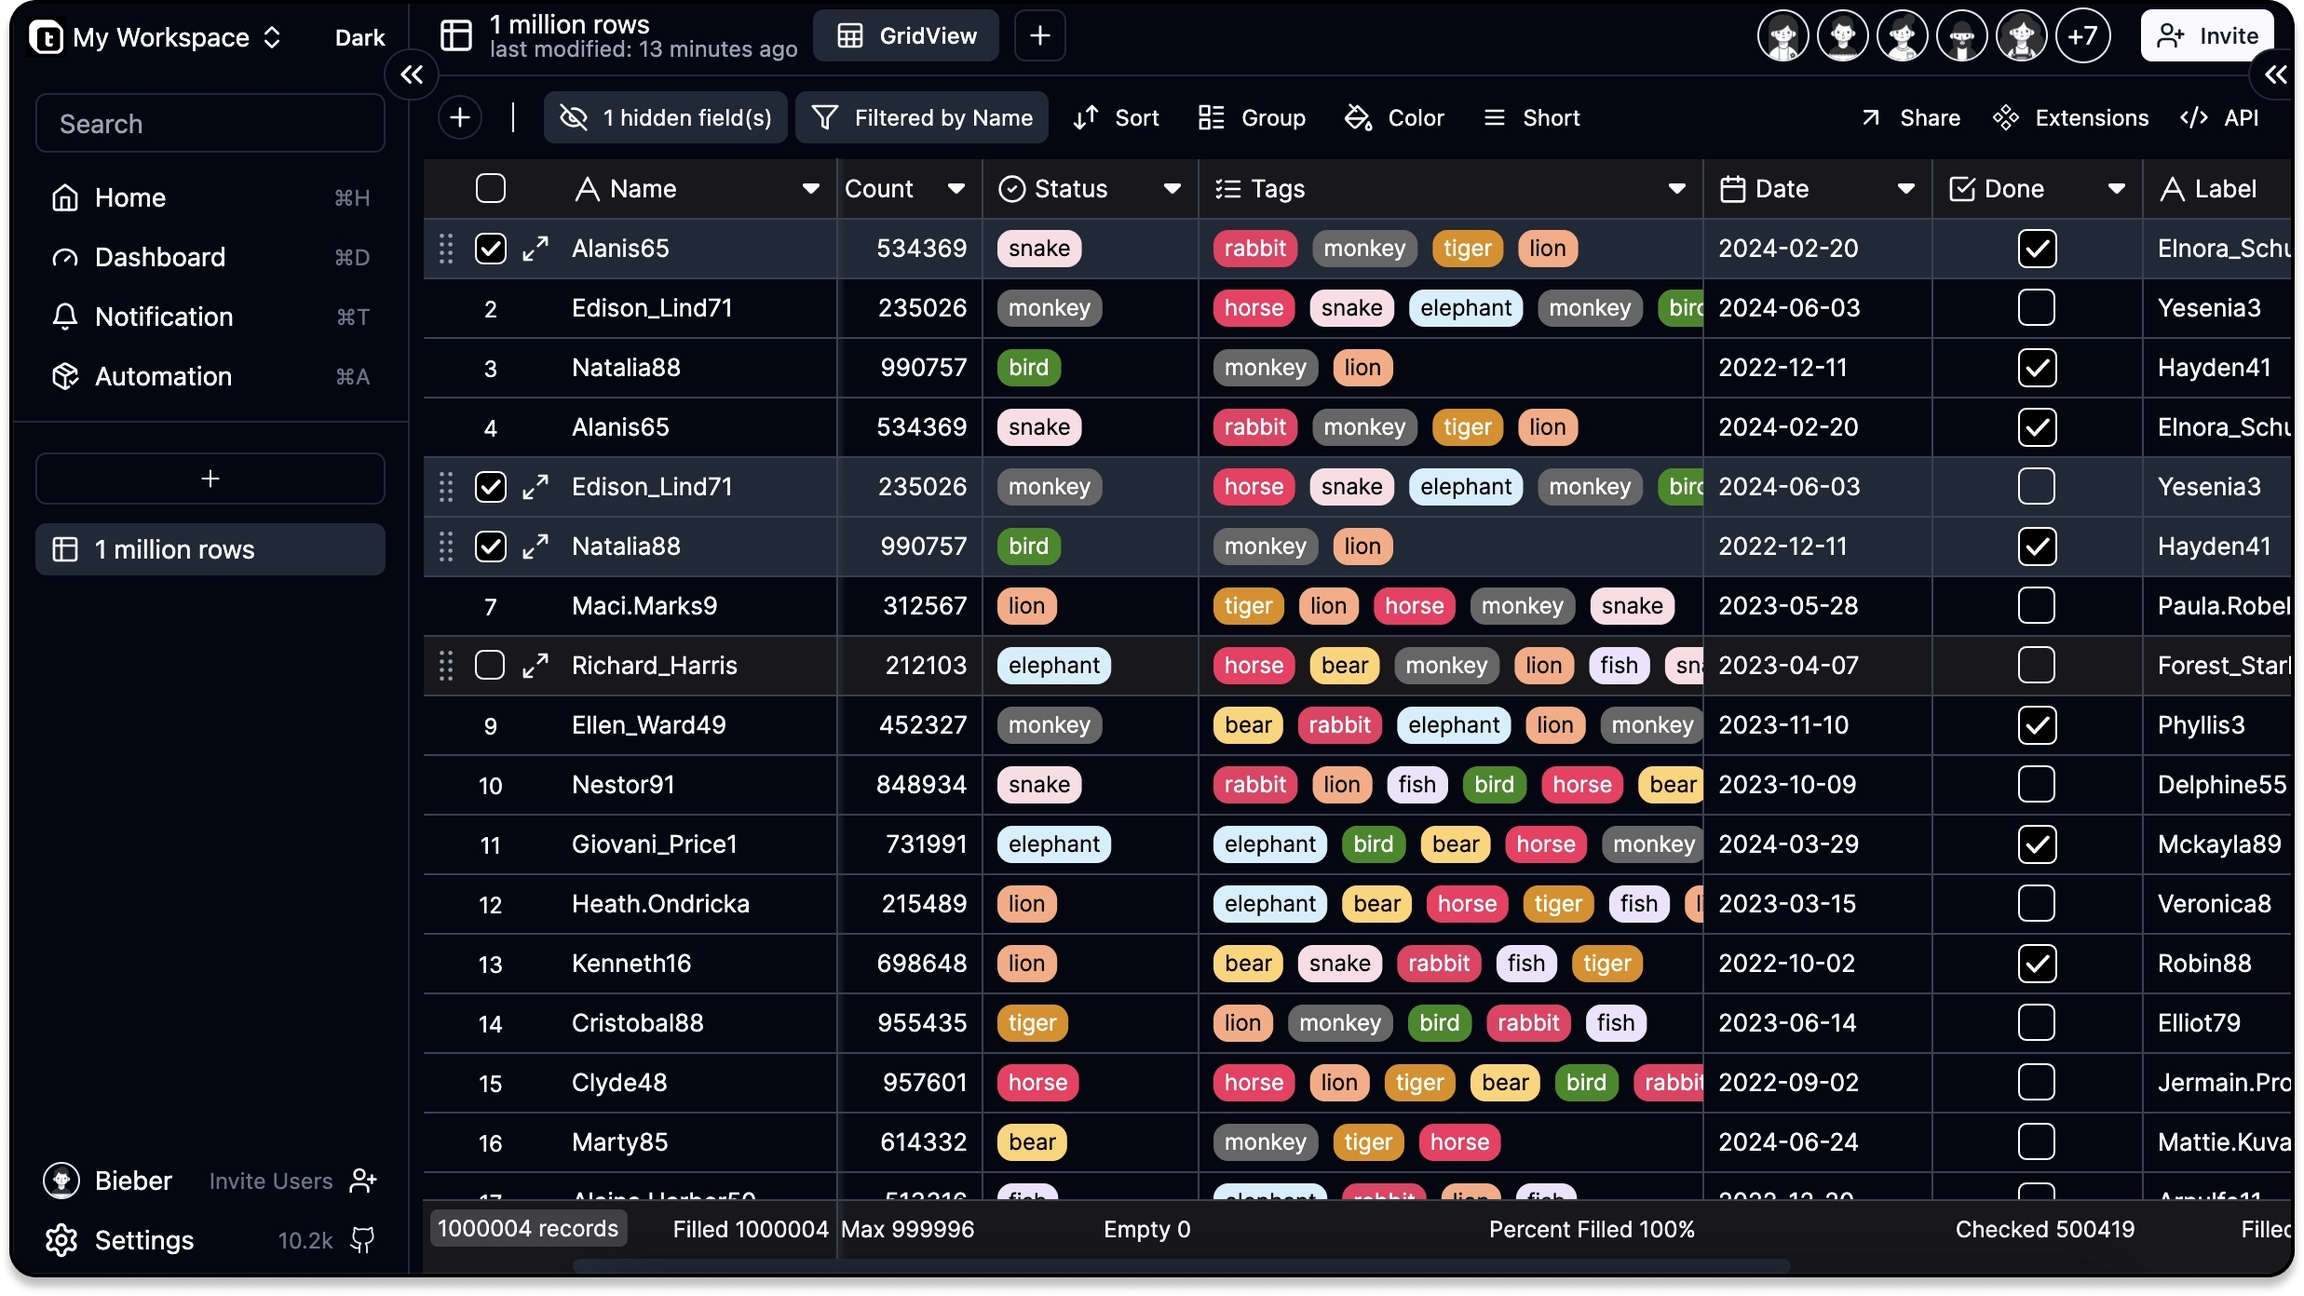 My Workspace Dark
1 million rows
last modified: 13 minutes ago
GridView
+7
Invite
Search
Home ⌘H
Dashboard ⌘D
Notification ⌘T
Automation ⌘A
1 million rows
Bieber Invite Users
Settings 10.2k
1 hidden field(s) Filtered by Name Sort Group Color Short Share Extensions API
Name Count Status Tags Date Done Label
Alanis65 534369 snake rabbit monkey tiger lion 2024-02-20 Elnora_Schu
2 Edison_Lind71 235026 monkey horse snake elephant monkey bird 2024-06-03 Yesenia3
3 Natalia88 990757 bird monkey lion 2022-12-11 Hayden41
4 Alanis65 534369 snake rabbit monkey tiger lion 2024-02-20 Elnora_Schu
Edison_Lind71 235026 monkey horse snake elephant monkey bird 2024-06-03 Yesenia3
Natalia88 990757 bird monkey lion 2022-12-11 Hayden41
7 Maci.Marks9 312567 lion tiger lion horse monkey snake 2023-05-28 Paula.Robel
Richard_Harris 212103 elephant horse bear monkey lion fish sna 2023-04-07 Forest_Starl
9 Ellen_Ward49 452327 monkey bear rabbit elephant lion monkey 2023-11-10 Phyllis3
10 Nestor91 848934 snake rabbit lion fish bird horse bear 2023-10-09 Delphine55
11 Giovani_Price1 731991 elephant elephant bird bear horse monkey 2024-03-29 Mckayla89
12 Heath.Ondricka 215489 lion elephant bear horse tiger fish li 2023-03-15 Veronica8
13 Kenneth16 698648 lion bear snake rabbit fish tiger 2022-10-02 Robin88
14 Cristobal88 955435 tiger lion monkey bird rabbit fish 2023-06-14 Elliot79
15 Clyde48 957601 horse horse lion tiger bear bird rabbit 2022-09-02 Jermain.Pro
16 Marty85 614332 bear monkey tiger horse 2024-06-24 Mattie.Kuva
17 fish elephant rabbit lion fish
1000004 records Filled 1000004 Max 999996 Empty 0 Percent Filled 100% Checked 500419 Filled